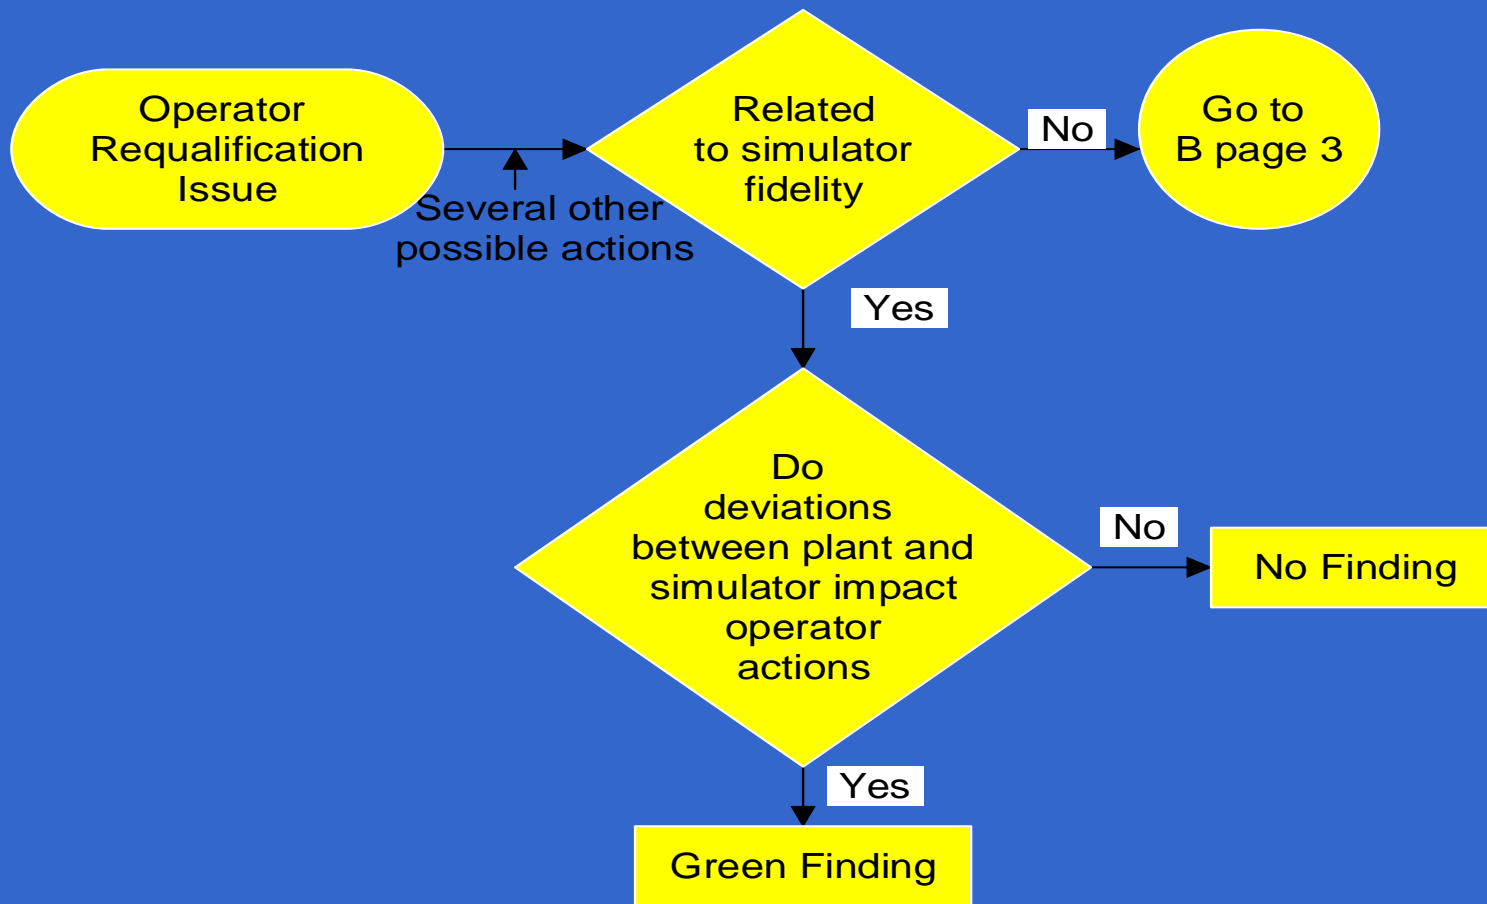 Operator
Requalification
Issue
Several other
possible actions
Related
to simulator
fidelity
No
Go to
B page 3
Yes
Do
deviations
between plant and
simulator impact
operator
actions
No
No Finding
Yes
Green Finding